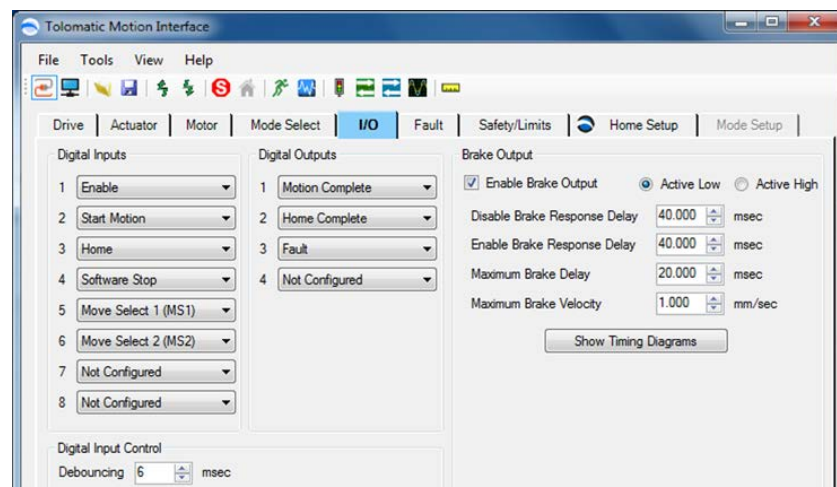 Tolomatic Motion Interface
File Tools View Help
Drive Actuator Motor Mode Select I/O Fault Safety/Limits Home Setup Mode Setup
Digital Inputs
1 Enable
2 Start Motion
3 Home
4 Software Stop
5 Move Select 1 (MS1)
6 Move Select 2 (MS2)
7 Not Configured
8 Not Configured
Digital Outputs
1 Motion Complete
2 Home Complete
3 Fault
4 Not Configured
Brake Output
Enable Brake Output Active Low Active High
Disable Brake Response Delay 40.000 msec
Enable Brake Response Delay 40.000 msec
Maximum Brake Delay 20.000 msec
Maximum Brake Velocity 1.000 mm/sec
Show Timing Diagrams
Digital Input Control
Debouncing 6 msec